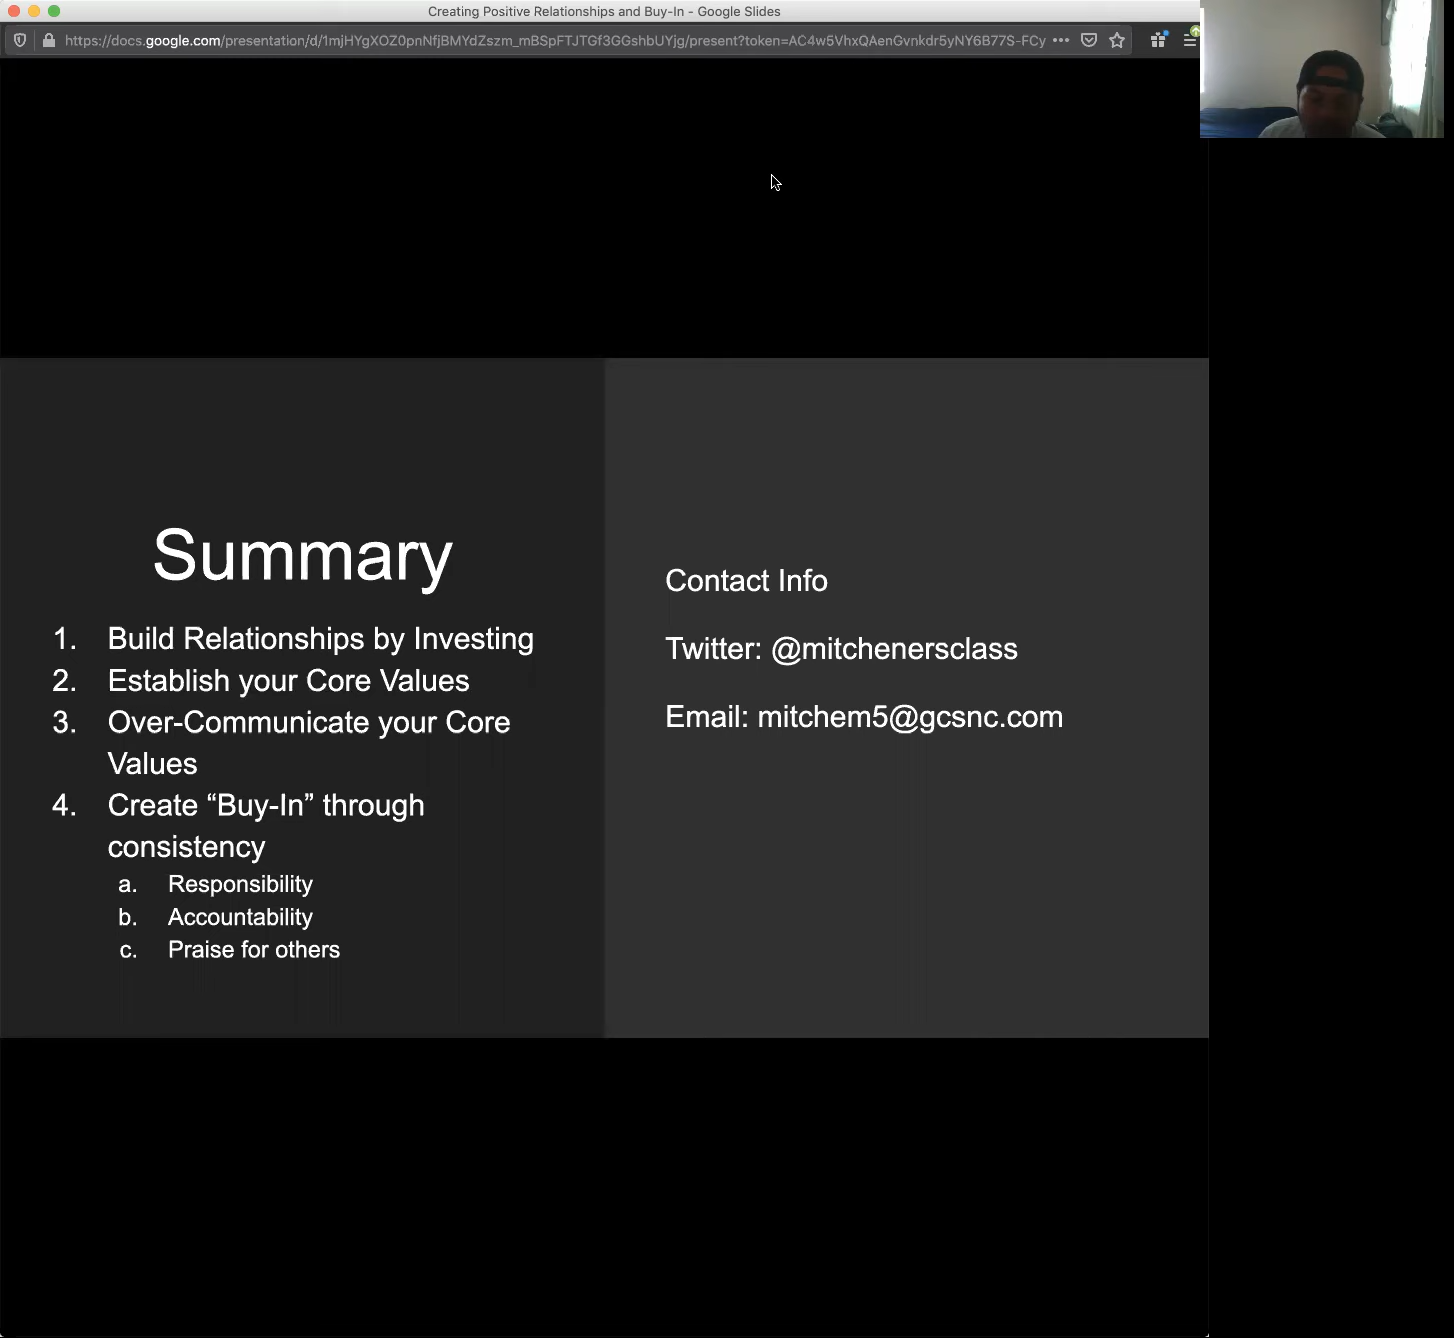 Creating Positive Relationships and Buy-In - Google Slides
https://docs.google.com/presentation/d/1mjHYgXOZ0pnNfjBMYdZszm_mBSpFTJTGf3GGshbUYjg/present?token=AC4w5VhxQAenGvnkdr5yNY6B77S-FCy
Summary
1. Build Relationships by Investing
2. Establish your Core Values
3. Over-Communicate your Core
Values
4. Create “Buy-In” through
consistency
a. Responsibility
b. Accountability
c. Praise for others
Contact Info
Twitter: @mitchenersclass
Email: mitchem5@gcsnc.com